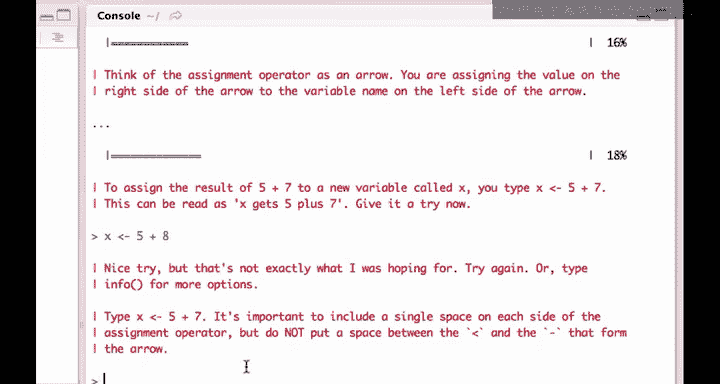 Console ~/
|============== | 16%
| Think of the assignment operator as an arrow. You are assigning the value on the
| right side of the arrow to the variable name on the left side of the arrow.
...
|================ | 18%
| To assign the result of 5 + 7 to a new variable called x, you type x <- 5 + 7.
| This can be read as 'x gets 5 plus 7'. Give it a try now.
> x <- 5 + 8
| Nice try, but that's not exactly what I was hoping for. Try again. Or, type
| info() for more options.
| Type x <- 5 + 7. It's important to include a single space on each side of the
| assignment operator, but do NOT put a space between the `<` and the `-` that form
| the arrow.
>